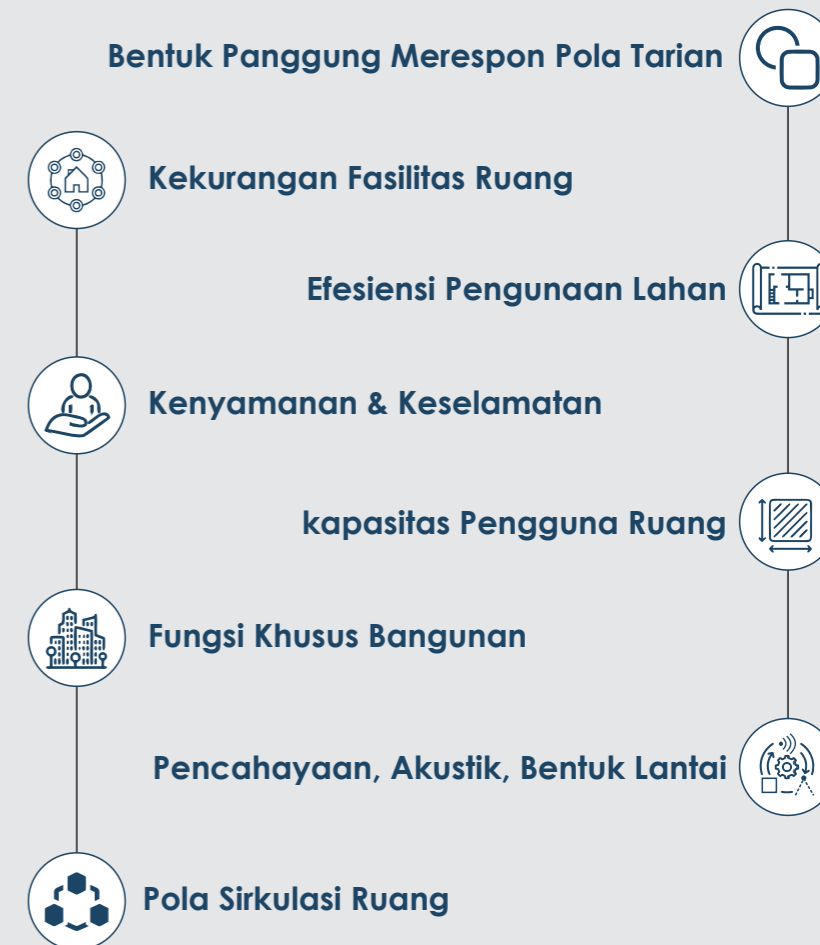 Bentuk Panggung Merespon Pola Tarian
Kekurangan Fasilitas Ruang
Efesiensi Pengunaan Lahan
Kenyamanan & Keselamatan
kapasitas Pengguna Ruang
Fungsi Khusus Bangunan
Pencahayaan, Akustik, Bentuk Lantai
Pola Sirkulasi Ruang